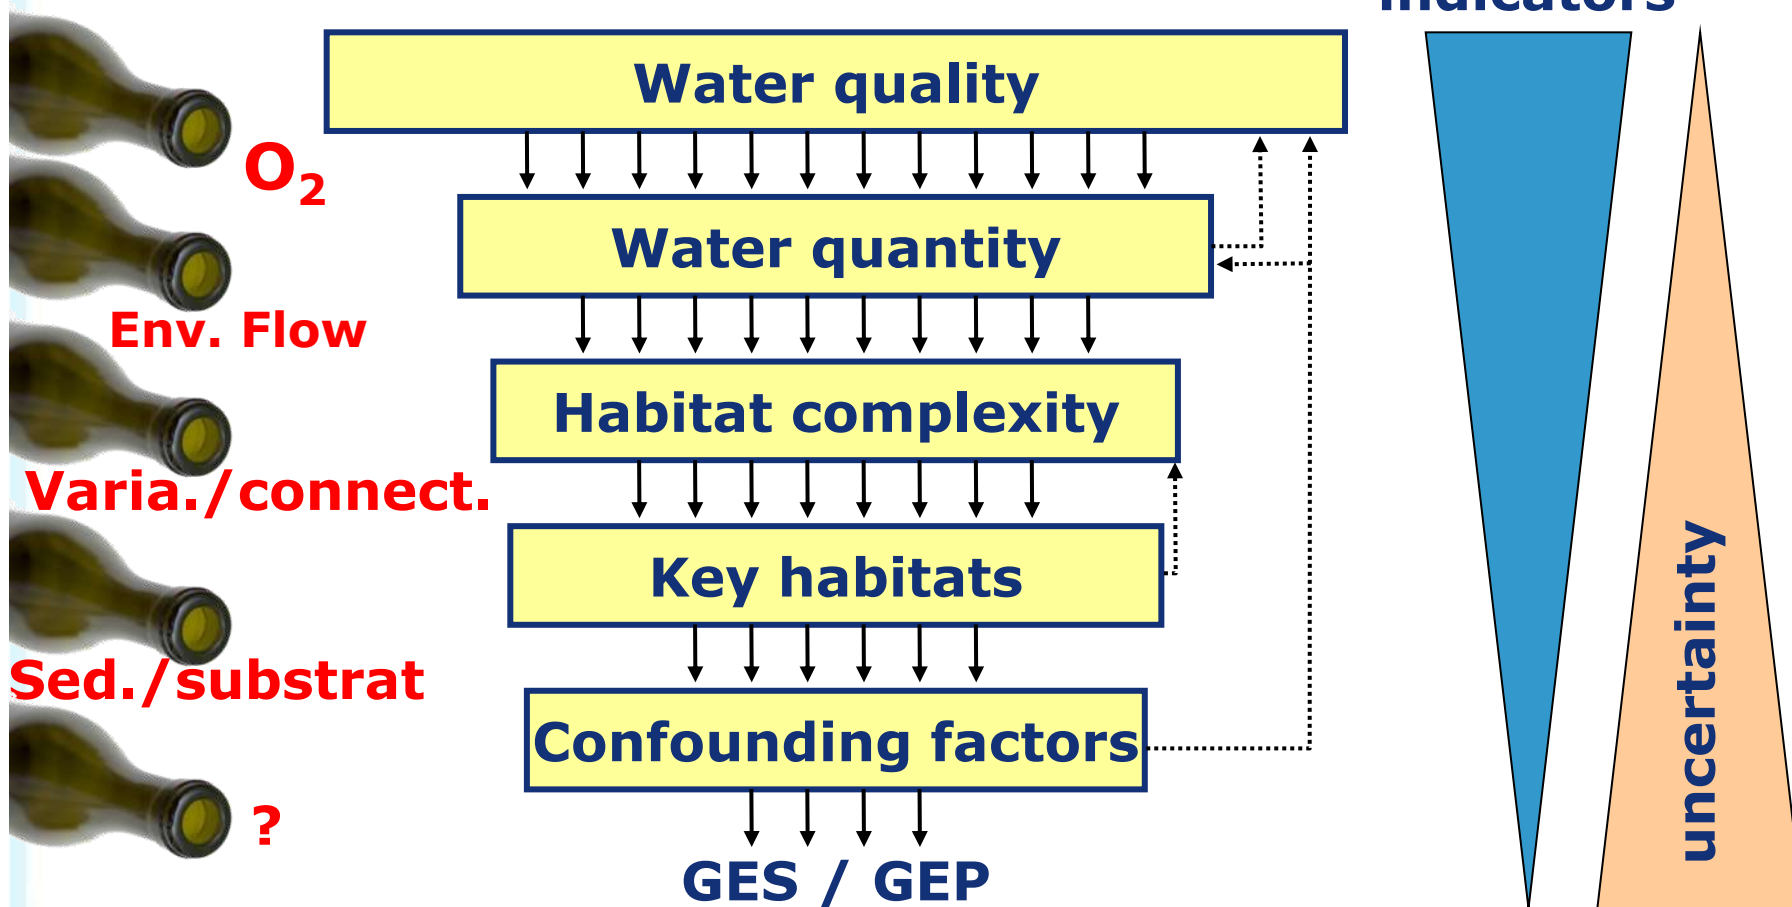 indicators
Water quality
O2
Water quantity
Env. Flow
Habitat complexity
Varia./connect.
Key habitats
Sed./substrat
Confounding factors
?
GES / GEP
uncertainty